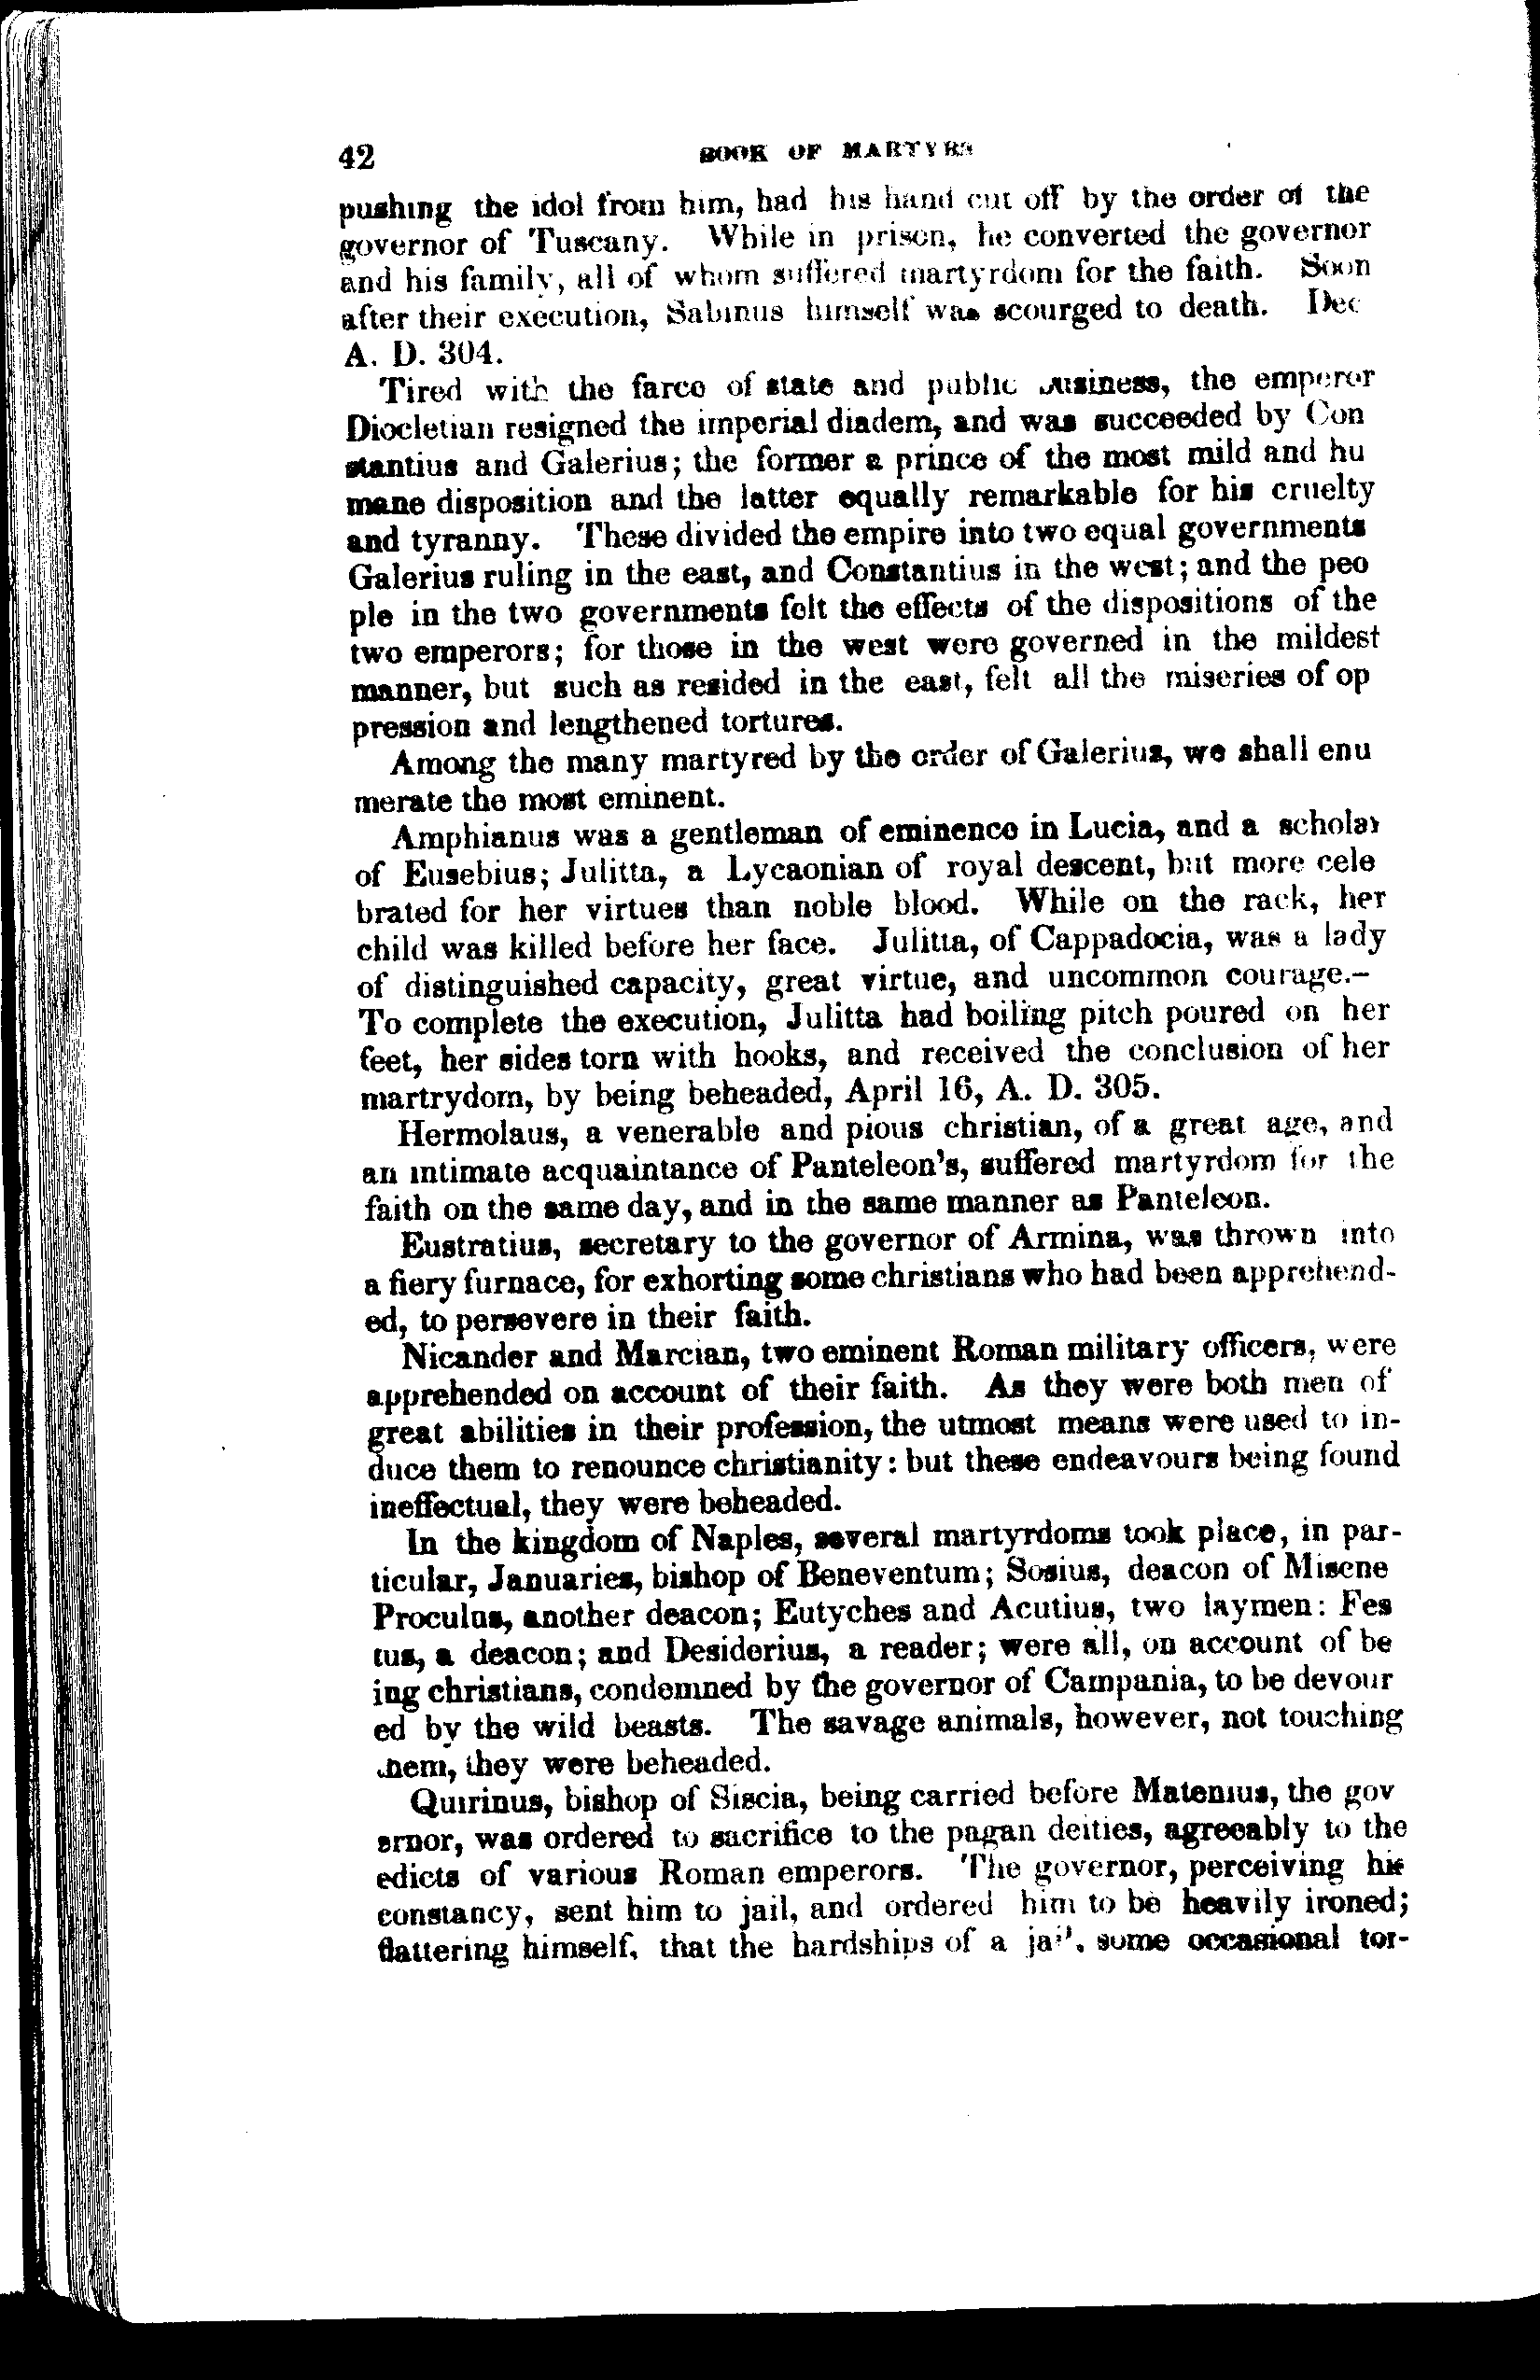 42 BOOK OF MARTYRS
pushing the idol from him, had his hand cut off by the order of the
governor of Tuscany. While in prison, he converted the governor
and his family, all of whom suffered martyrdom for the faith. Soon
after their execution, Sabinus himself was scourged to death. Dec
A. D. 304.
Tired with the farce of state and public business, the emperor
Diocletian resigned the imperial diadem, and was succeeded by Con
stantius and Galerius; the former a prince of the most mild and hu
mane disposition and the latter equally remarkable for his cruelty
and tyranny. These divided the empire into two equal governments
Galerius ruling in the east, and Constantius in the west; and the peo
ple in the two governments felt the effects of the dispositions of the
two emperors; for those in the west were governed in the mildest
manner, but such as resided in the east, felt all the miseries of op
pression and lengthened tortures.
Among the many martyred by the order of Galerius, we shall enu
merate the most eminent.
Amphianus was a gentleman of eminence in Lucia, and a scholar
of Eusebius; Julitta, a Lycaonian of royal descent, but more cele
brated for her virtues than noble blood. While on the rack, her
child was killed before her face. Julitta, of Cappadocia, was a lady
of distinguished capacity, great virtue, and uncommon courage.-
To complete the execution, Julitta had boiling pitch poured on her
feet, her sides torn with hooks, and received the conclusion of her
martrydom, by being beheaded, April 16, A. D. 305.
Hermolaus, a venerable and pious christian, of a great age, and
an intimate acquaintance of Panteleon's, suffered martyrdom for the
faith on the same day, and in the same manner as Panteleon.
Eustratius, secretary to the governor of Armina, was thrown into
a fiery furnace, for exhorting some christians who had been apprehend-
ed, to persevere in their faith.
Nicander and Marcian, two eminent Roman military officers, were
apprehended on account of their faith. As they were both men of
great abilities in their profession, the utmost means were used to in-
duce them to renounce christianity: but these endeavours being found
ineffectual, they were beheaded.
In the kingdom of Naples, several martyrdoms took place, in par-
ticular, Januaries, bishop of Beneventum; Sosius, deacon of Misene
Proculus, another deacon; Eutyches and Acutius, two laymen: Fes
tus, a deacon; and Desiderius, a reader; were all, on account of be
ing christians, condemned by the governor of Campania, to be devour
ed by the wild beasts. The savage animals, however, not touching
them, they were beheaded.
Quirinus, bishop of Siscia, being carried before Matenius, the gov
ernor, was ordered to sacrifice to the pagan deities, agreeably to the
edicts of various Roman emperors. The governor, perceiving his
constancy, sent him to jail, and ordered him to be heavily ironed;
flattering himself, that the hardships of a jail, some occasional tor-